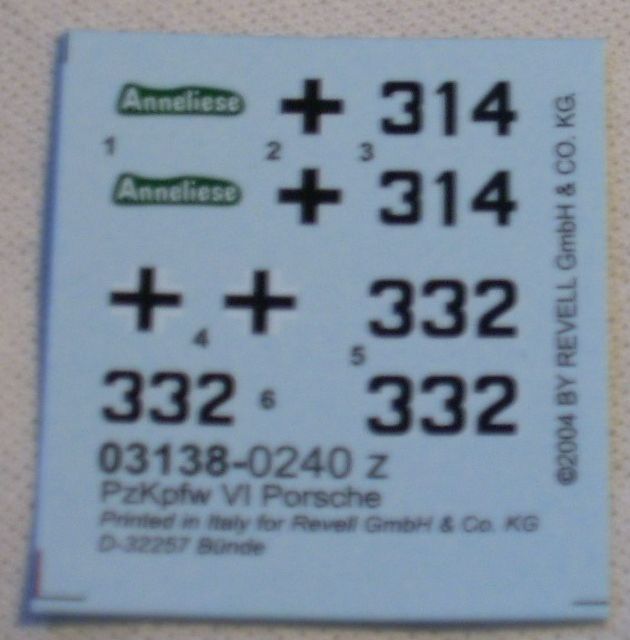 Anneliese 314
1 2 3
Anneliese 314
332
4
5
332 6 332
03138-0240 z
PzKpfw VI Porsche
Printed in Italy for Revell GmbH & Co. KG
D-32257 Bünde
©2004 BY REVELL GmbH & CO. KG.